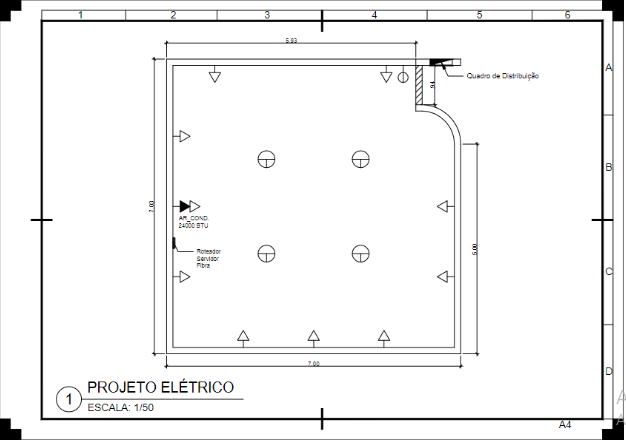 1 2 3 4 5 6
5.93
A
Quadro de Distribuição
.94
B
7.00
AR_COND.
24000 BTU
5.00
Roteador
Servidor
Fibra
C
7.00
D
1
PROJETO ELÉTRICO
ESCALA: 1/50
A4